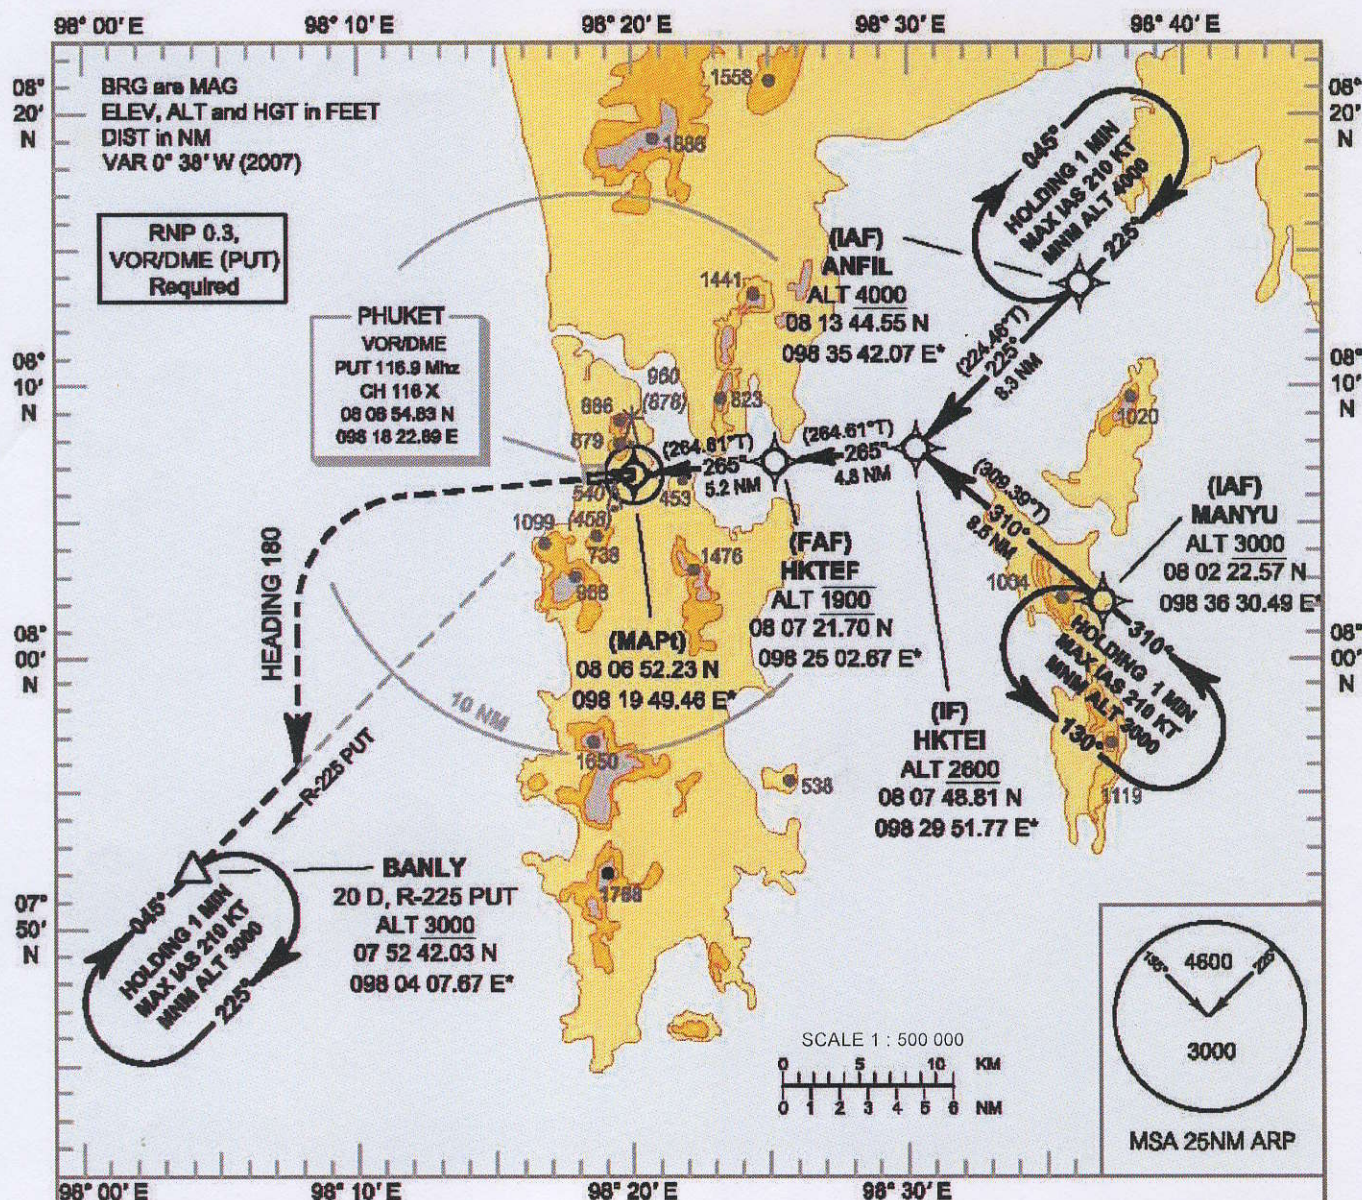 98° 00′ E
98° 10′ E
98° 20′ E
98° 30′ E
98° 40′ E
08°
20′
N
BRG are MAG
ELEV, ALT and HGT in FEET
DIST in NM
VAR 0° 38′ W (2007)
RNP 0.3,
VOR/DME (PUT)
Required
1558
1886
045°
HOLDING 1 MIN
MAX IAS 210 KT
MNM ALT 4000
225°
08°
20′
N
(IAF)
ANFIL
ALT 4000
08 13 44.55 N
098 35 42.07 E*
1441
(224.46°T)
225°
8.3 NM
PHUKET
VOR/DME
PUT 116.9 Mhz
CH 116 X
08 06 54.83 N
098 18 22.89 E
08°
10′
N
960
(878)
886
679
823
1020
08°
10′
N
(264.61°T)
265°
5.2 NM
(264.61°T)
265°
4.8 NM
(309.39°T)
310°
8.5 NM
540
(458)
453
1099
738
966
1476
(IAF)
MANYU
ALT 3000
08 02 22.57 N
098 36 30.49 E*
1004
(FAF)
HKTEF
ALT 1900
08 07 21.70 N
098 25 02.67 E*
HEADING 180
(MAPt)
08 06 52.23 N
098 19 49.46 E*
08°
00′
N
310°
HOLDING 1 MIN
MAX IAS 210 KT
MNM ALT 3000
130°
08°
00′
N
10 NM
(IF)
HKTEI
ALT 2600
08 07 48.81 N
098 29 51.77 E*
1650
538
1119
R-225 PUT
BANLY
20 D, R-225 PUT
ALT 3000
07 52 42.03 N
098 04 07.67 E*
1768
07°
50′
N
045°
HOLDING 1 MIN
MAX IAS 210 KT
MNM ALT 3000
225°
07°
50′
N
135°
4600
225°
3000
MSA 25NM ARP
SCALE 1 : 500 000
0 5 10 KM
0 1 2 3 4 5 6 NM
98° 00′ E
98° 10′ E
98° 20′ E
98° 30′ E